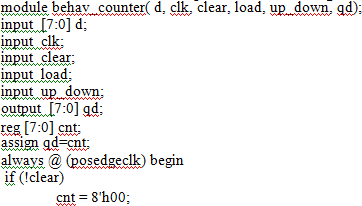 module behav_counter( d, clk, clear, load, up_down, qd);
input [7:0] d;
input clk;
input clear;
input load;
input up_down;
output [7:0] qd;
reg [7:0] cnt;
assign qd=cnt;
always @ (posedgeclk) begin
if (!clear)
cnt = 8'h00;